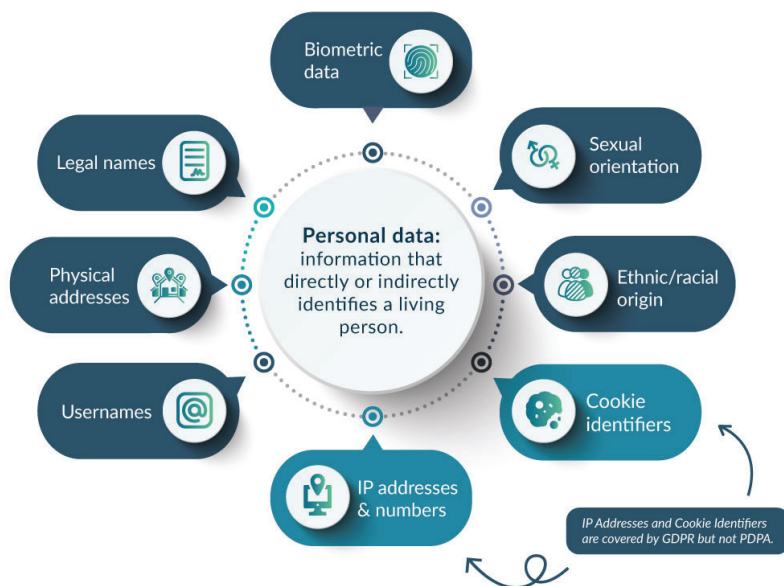 Biometric
data
Legal names
Sexual
orientation
Personal data:
information that
directly or indirectly
identifies a living
person.
Physical
addresses
Ethnic/racial
origin
Usernames
Cookie
identifiers
IP addresses
& numbers
IP Addresses and Cookie Identifiers
are covered by GDPR but not PDPA.